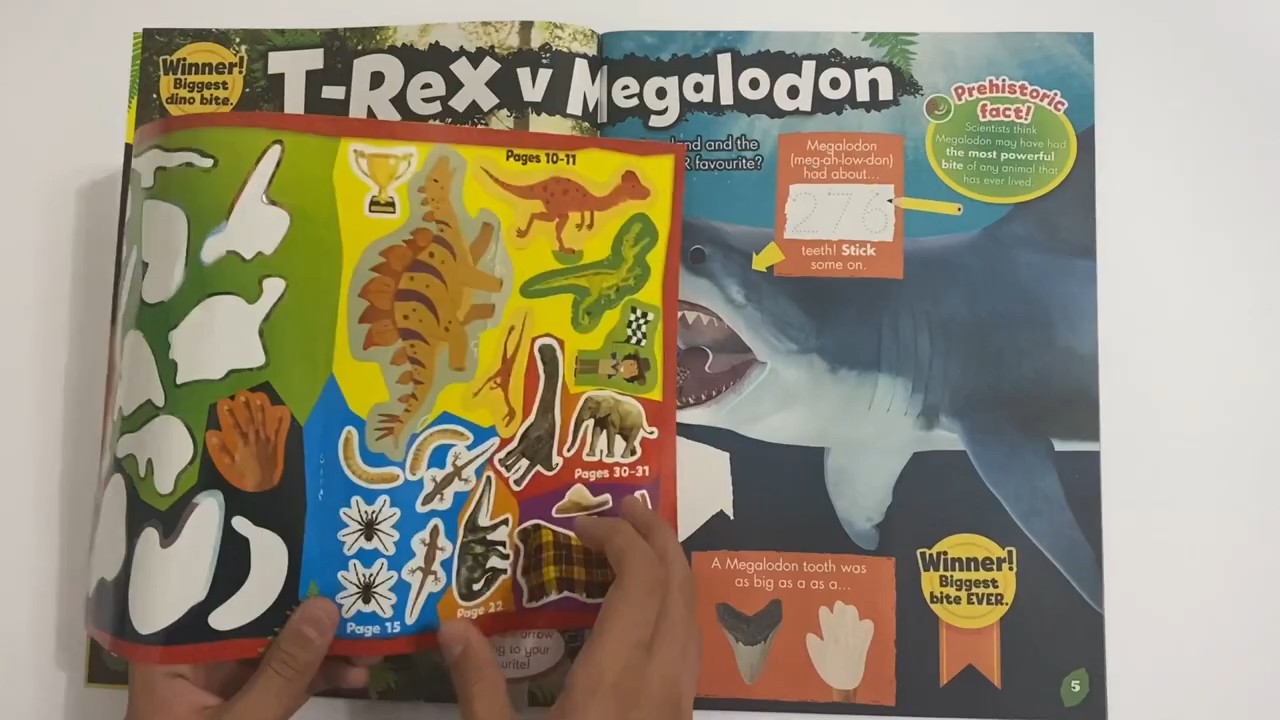 Winner!
Biggest
dino bite.
T-Rex v Megalodon
Prehistoric
fact!
Scientists think
Megalodon may have had
the most powerful
bite of any animal that
has ever lived.
and the
favourite?
Megalodon
(meg-ah-low-don)
had about...
276
teeth! Stick
some on.
Pages 10-11
Pages 30-31
Page 22
Page 15
A Megalodon tooth was
as big as a as a...
Winner!
Biggest
bite EVER.
arrow
to your
5